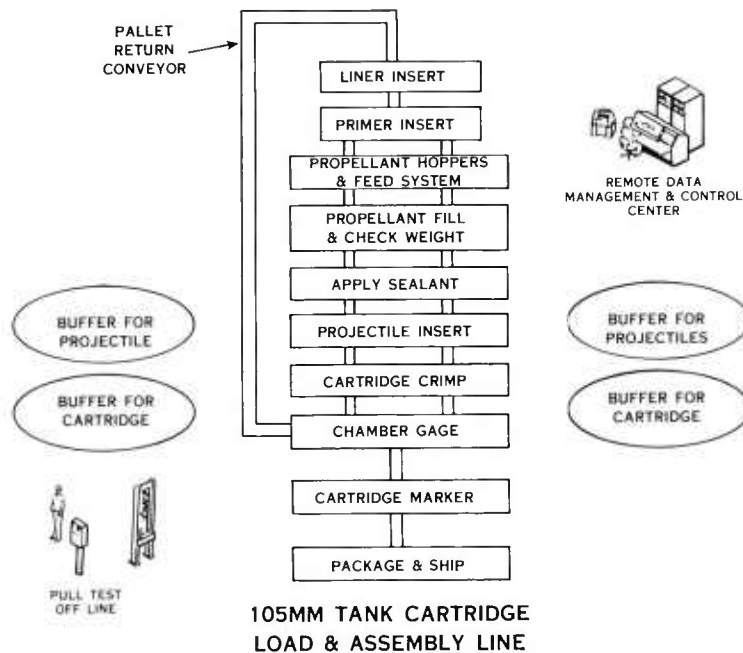 PALLET
RETURN
CONVEYOR
LINER INSERT
PRIMER INSERT
PROPELLANT HOPPERS
& FEED SYSTEM
PROPELLANT FILL
& CHECK WEIGHT
APPLY SEALANT
PROJECTILE INSERT
CARTRIDGE CRIMP
CHAMBER GAGE
CARTRIDGE MARKER
PACKAGE & SHIP
REMOTE DATA
MANAGEMENT & CONTROL
CENTER
BUFFER FOR
PROJECTILE
BUFFER FOR
CARTRIDGE
BUFFER FOR
PROJECTILES
BUFFER FOR
CARTRIDGE
PULL TEST
OFF LINE
105MM TANK CARTRIDGE
LOAD & ASSEMBLY LINE